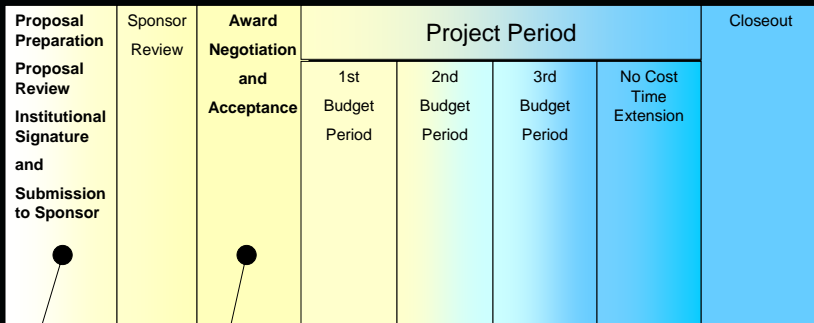 Proposal
Preparation
Proposal
Review
Institutional
Signature
and
Submission
to Sponsor
Sponsor
Review
Award
Negotiation
and
Acceptance
Project Period
1st
Budget
Period
2nd
Budget
Period
3rd
Budget
Period
No Cost
Time
Extension
Closeout